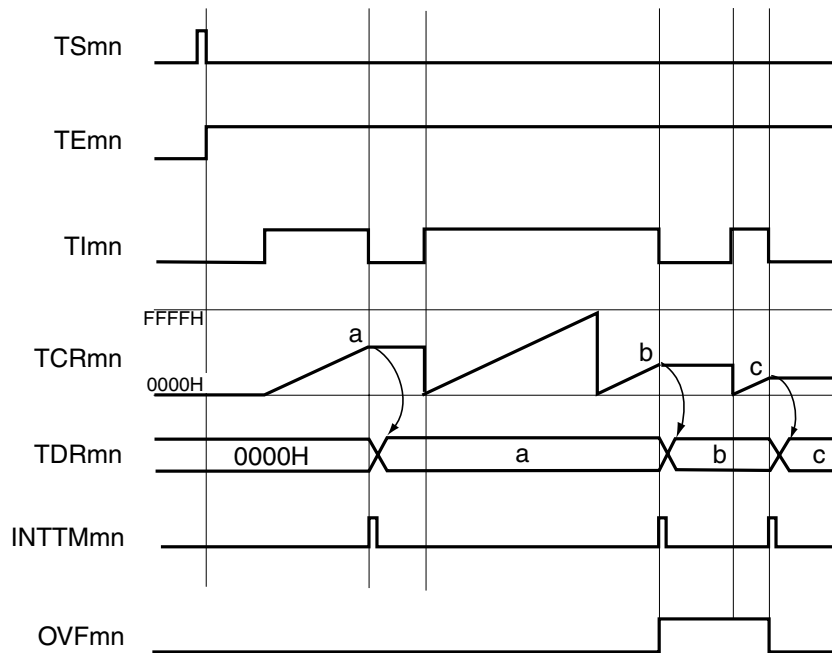 TSmn
TEmn
TImn
FFFFH
a
b
c
TCRmn
0000H
TDRmn
0000H
a
b
c
INTTMmn
OVFmn